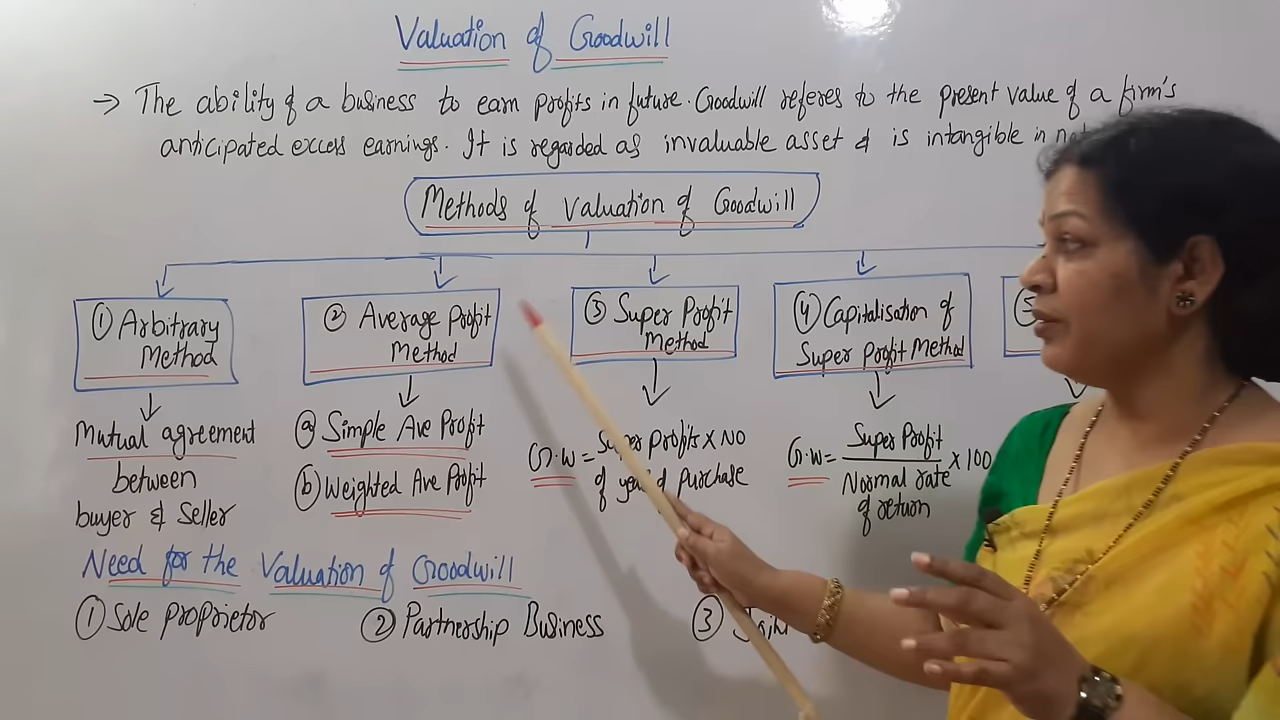 Valuation of Goodwill
→ The ability of a business to earn profits in future. Goodwill referes to the present value of a firm's
anticipated excess earnings. It is regarded as invaluable asset & is intangible in
Methods of Valuation of Goodwill
① Arbitrary
Method
② Average Profit
Method
③ Super Profit
Method
④ Capitalisation of
Super Profit Method
⑤
Mutual agreement
between
buyer & Seller
ⓐ Simple Ave Profit
ⓑ Weighted Ave Profit
G.W = Super Profits X NO
of years purchase
G.W = Super Profit / Normal rate of return X 100
Need for the Valuation of Goodwill
① Sole proprietor
② Partnership Business
③